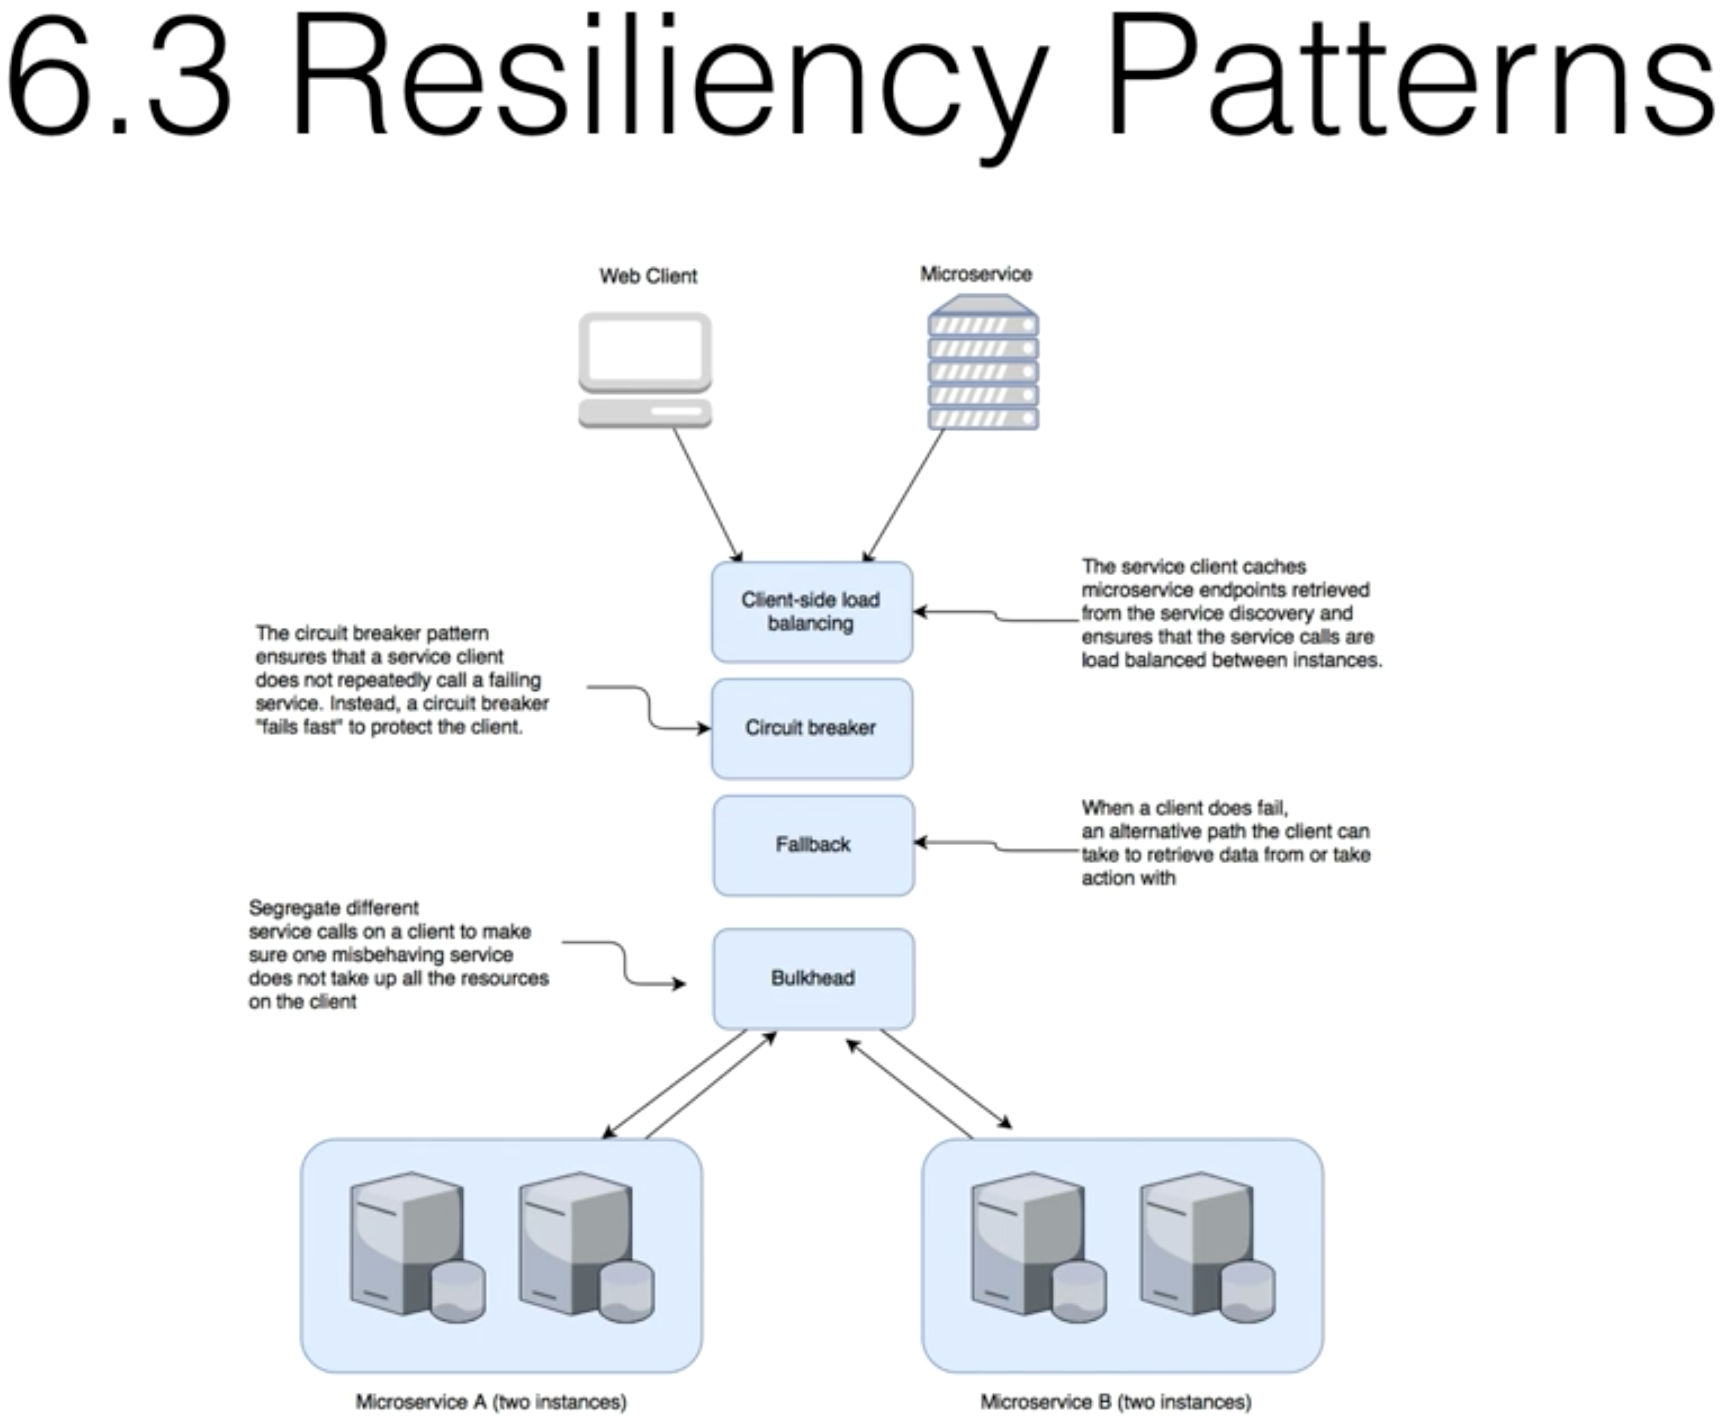 6.3 Resiliency Patterns
Web Client
Microservice
Client-side load
balancing
The service client caches
microservice endpoints retrieved
from the service discovery and
ensures that the service calls are
load balanced between instances.
The circuit breaker pattern
ensures that a service client
does not repeatedly call a failing
service. Instead, a circuit breaker
"fails fast" to protect the client.
Circuit breaker
Fallback
When a client does fail,
an alternative path the client can
take to retrieve data from or take
action with
Segregate different
service calls on a client to make
sure one misbehaving service
does not take up all the resources
on the client
Bulkhead
Microservice A (two instances)
Microservice B (two instances)